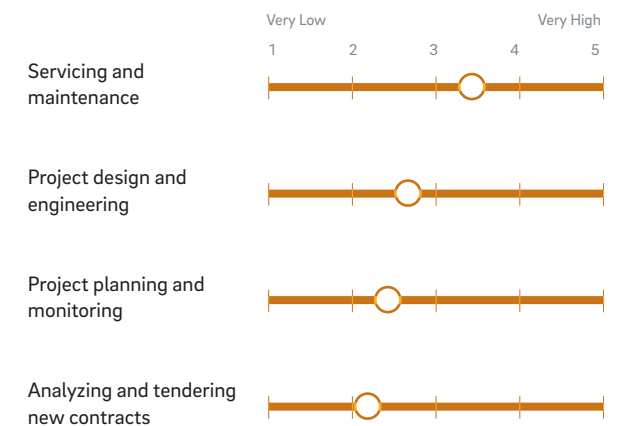 Very Low Very High
1 2 3 4 5
Servicing and
maintenance
Project design and
engineering
Project planning and
monitoring
Analyzing and tendering
new contracts